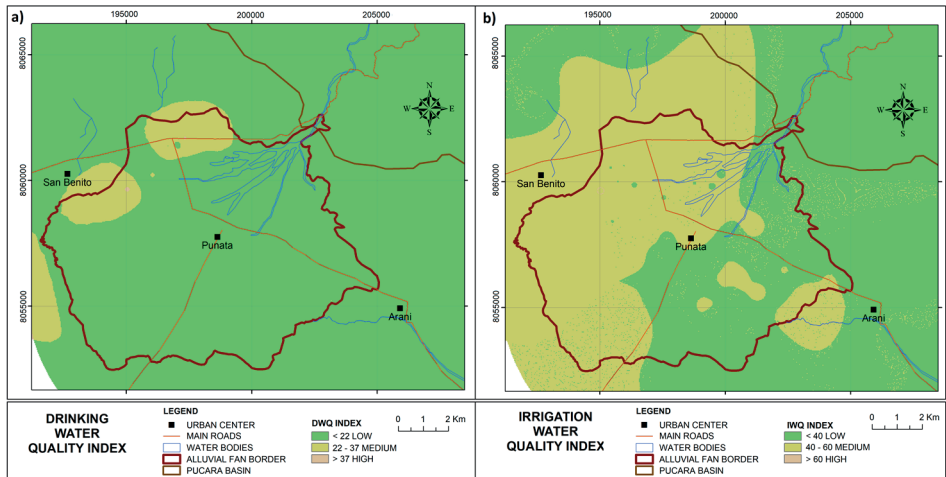 a)
195000
200000
205000
8065000
8060000
8055000
N
W E
S
San Benito
Punata
Arani
DRINKING
WATER
QUALITY INDEX
LEGEND
URBAN CENTER
MAIN ROADS
WATER BODIES
ALLUVIAL FAN BORDER
PUCARA BASIN
DWQ INDEX
< 22 LOW
22 - 37 MEDIUM
> 37 HIGH
0 1 2 Km
b)
195000
200000
205000
8065000
8060000
8055000
N
W E
S
San Benito
Punata
Arani
IRRIGATION
WATER
QUALITY INDEX
LEGEND
URBAN CENTER
MAIN ROADS
WATER BODIES
ALLUVIAL FAN BORDER
PUCARA BASIN
IWQ INDEX
< 40 LOW
<0 - 60 MEDIUM
> 60 HIGH
0 1 2 Km